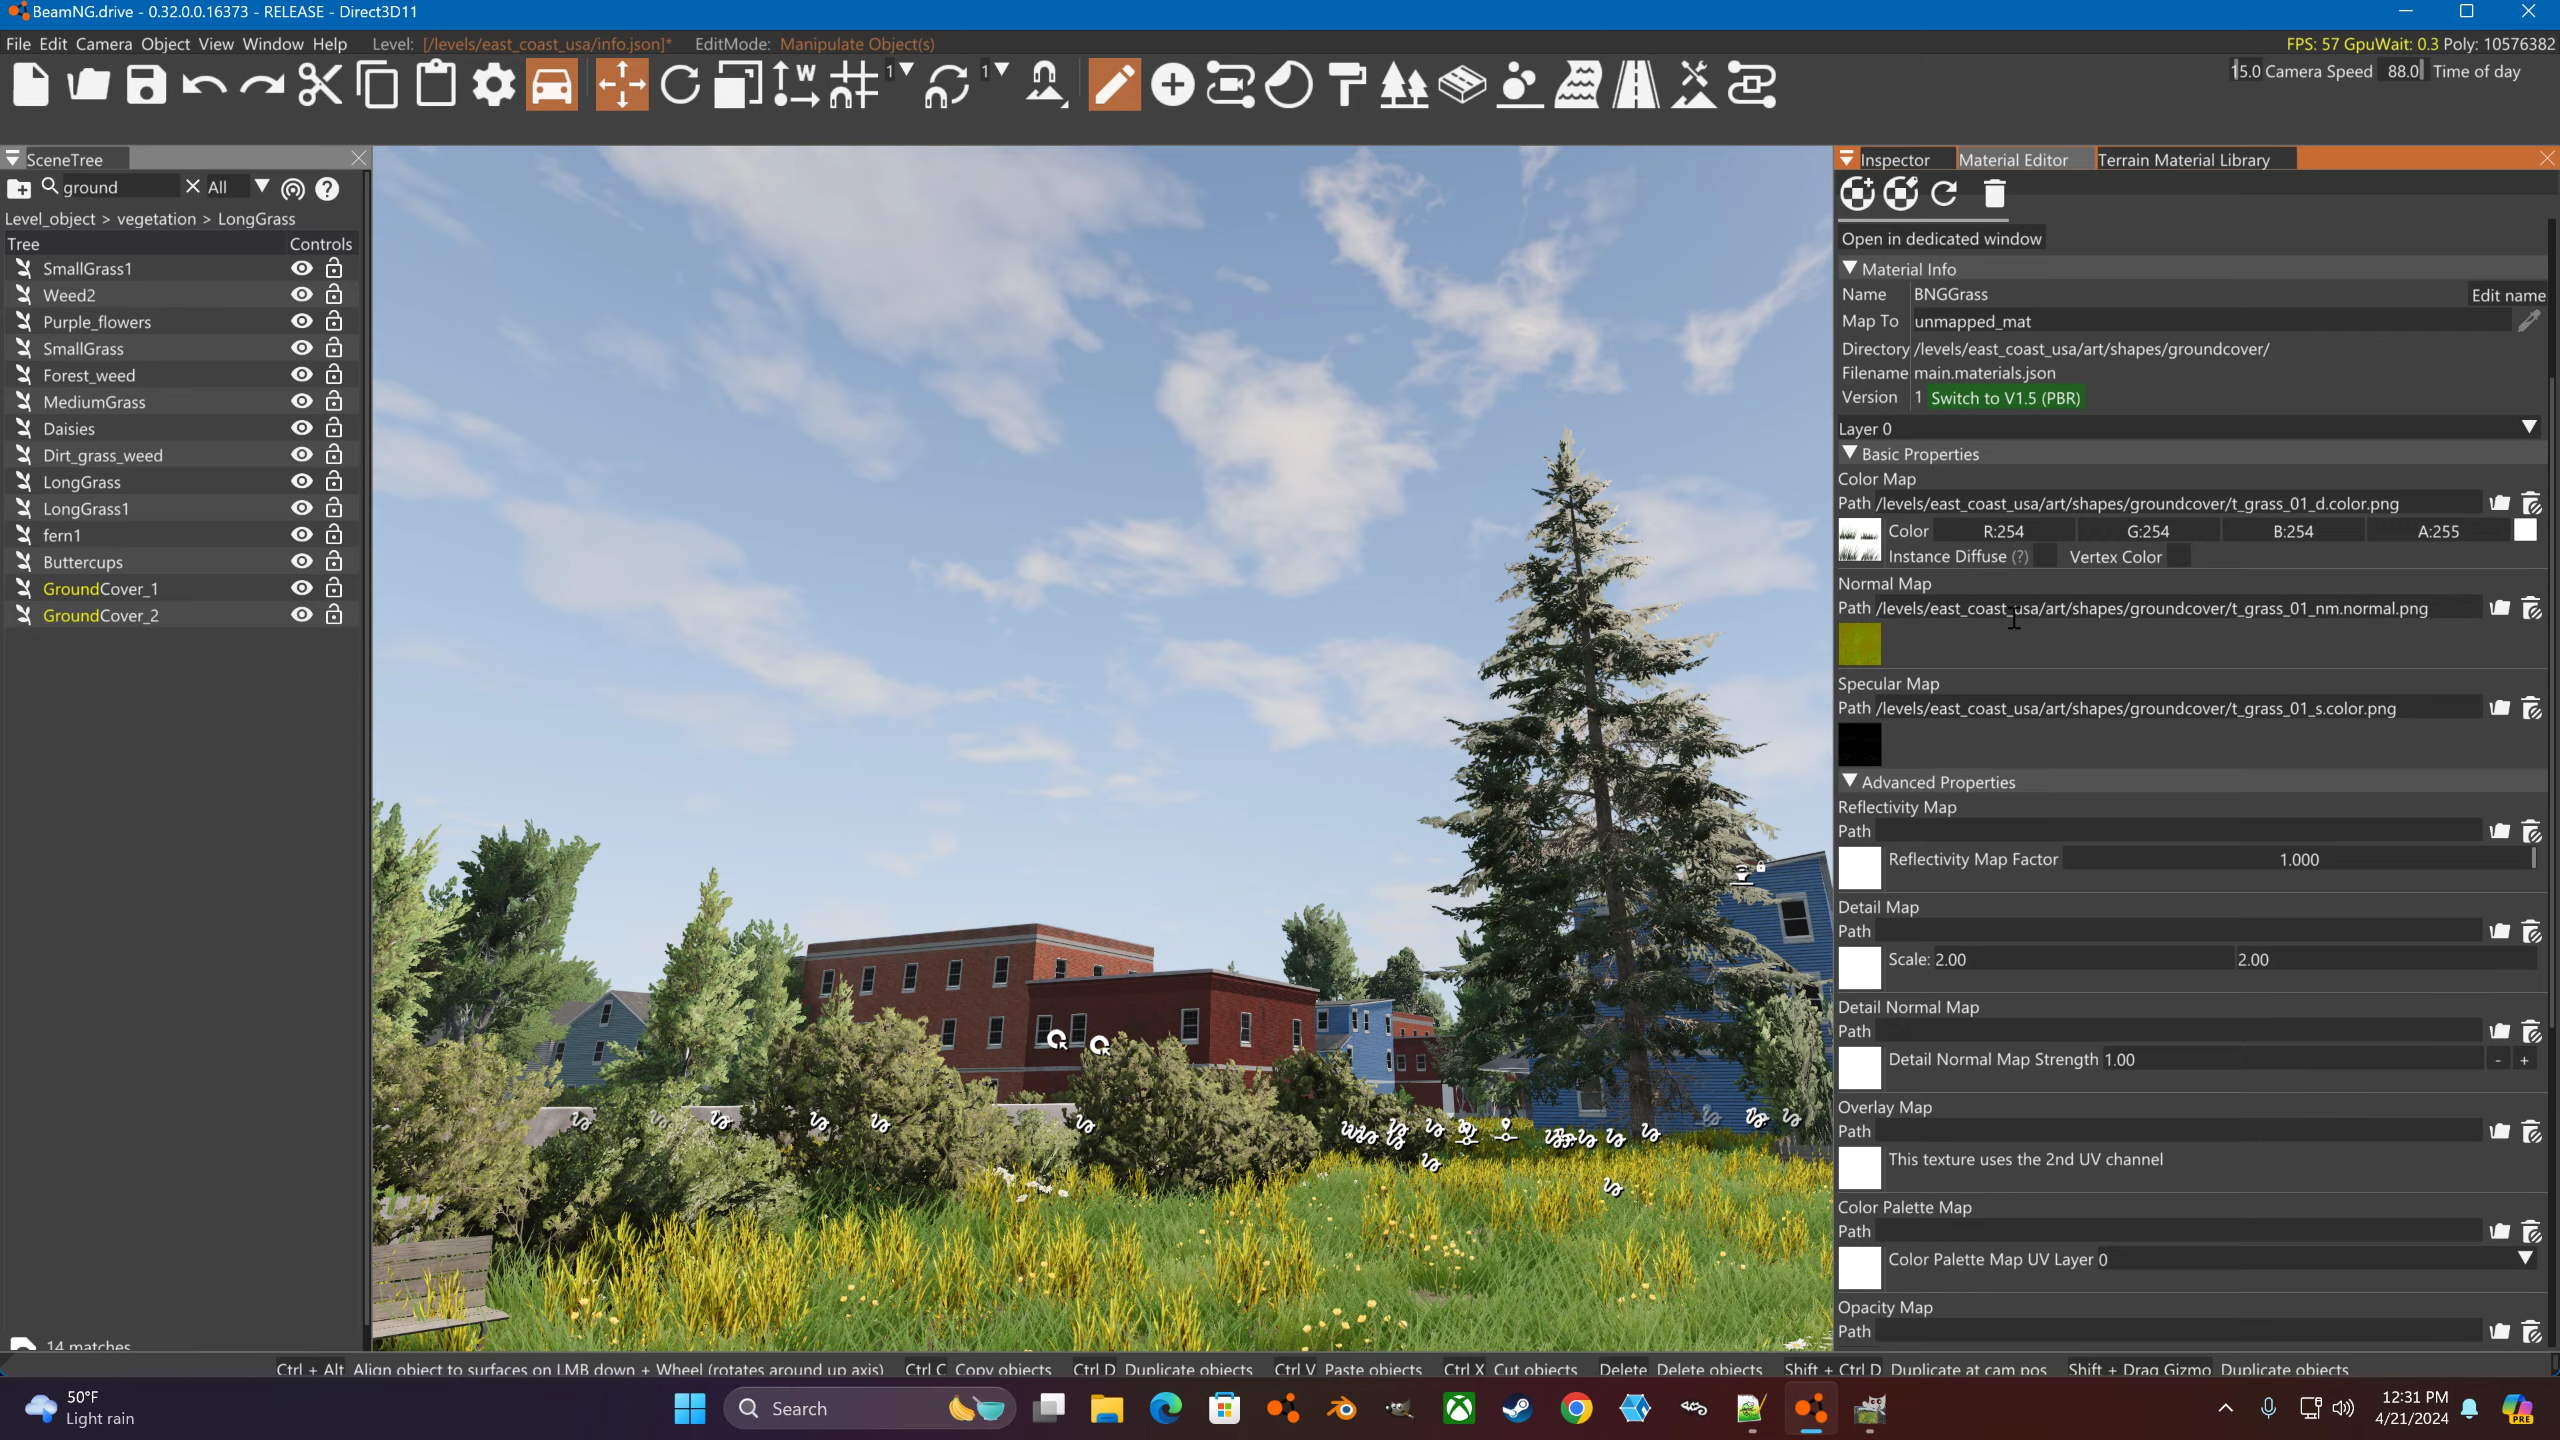 BeamNG.drive - 0.32.0.0.16373 - RELEASE - Direct3D11
File Edit Camera Object View Window Help Level: [/levels/east_coast_usa/info.json]* EditMode: Manipulate Object(s)
FPS: 57 GpuWait: 0.3 Poly: 10576382
W 1 1
15.0 Camera Speed 88.0 Time of day
SceneTree
ground All
Level_object > vegetation > LongGrass
Tree Controls
SmallGrass1
Weed2
Purple_flowers
SmallGrass
Forest_weed
MediumGrass
Daisies
Dirt_grass_weed
LongGrass
LongGrass1
fern1
Buttercups
GroundCover_1
GroundCover_2
14 matches
Inspector Material Editor Terrain Material Library
Open in dedicated window
Material Info
Name BNGGrass Edit name
Map To unmapped_mat
Directory /levels/east_coast_usa/art/shapes/groundcover/
Filename main.materials.json
Version 1 Switch to V1.5 (PBR)
Layer 0
Basic Properties
Color Map
Path /levels/east_coast_usa/art/shapes/groundcover/t_grass_01_d.color.png
Color R:254 G:254 B:254 A:255
Instance Diffuse (?) Vertex Color
Normal Map
Path /levels/east_coast_usa/art/shapes/groundcover/t_grass_01_nm.normal.png
Specular Map
Path /levels/east_coast_usa/art/shapes/groundcover/t_grass_01_s.color.png
Advanced Properties
Reflectivity Map
Path
Reflectivity Map Factor 1.000
Detail Map
Path
Scale: 2.00 2.00
Detail Normal Map
Path
Detail Normal Map Strength 1.00 - +
Overlay Map
Path
This texture uses the 2nd UV channel
Color Palette Map
Path
Color Palette Map UV Layer 0
Opacity Map
Path
Ctrl + Alt Align object to surfaces on LMB down + Wheel (rotates around up axis) Ctrl C Copy objects Ctrl D Duplicate objects Ctrl V Paste objects Ctrl X Cut objects Delete Delete objects Shift + Ctrl D Duplicate at cam pos Shift + Drag Gizmo Duplicate objects
50°F
Light rain
Search
12:31 PM
4/21/2024
PRE